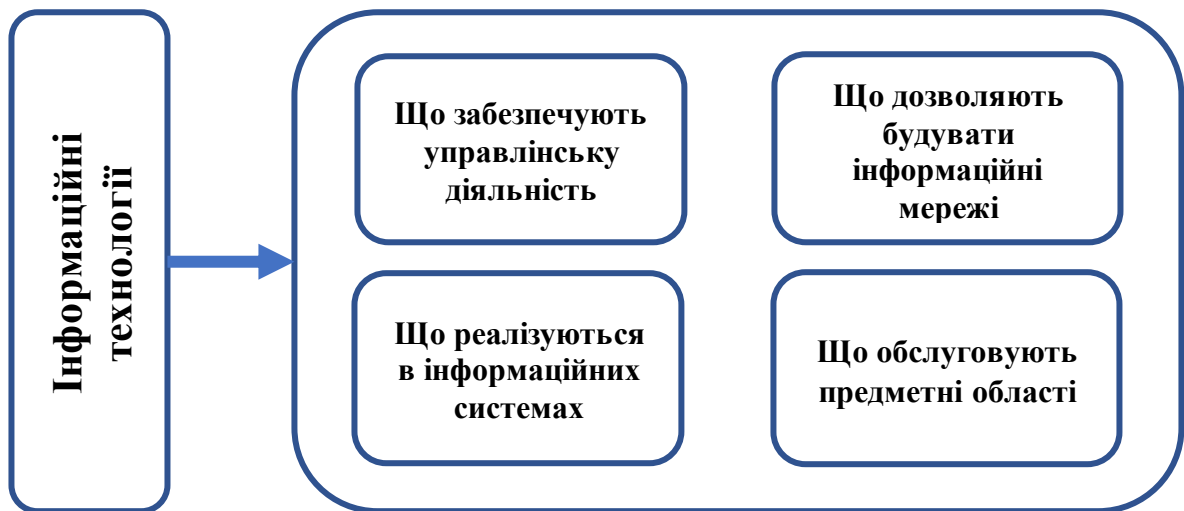 Інформаційні
технології
Що забезпечують
управлінську
діяльність
Що дозволяють
будувати
інформаційні
мережі
Що реалізуються
в інформаційних
системах
Що обслуговують
предметні області